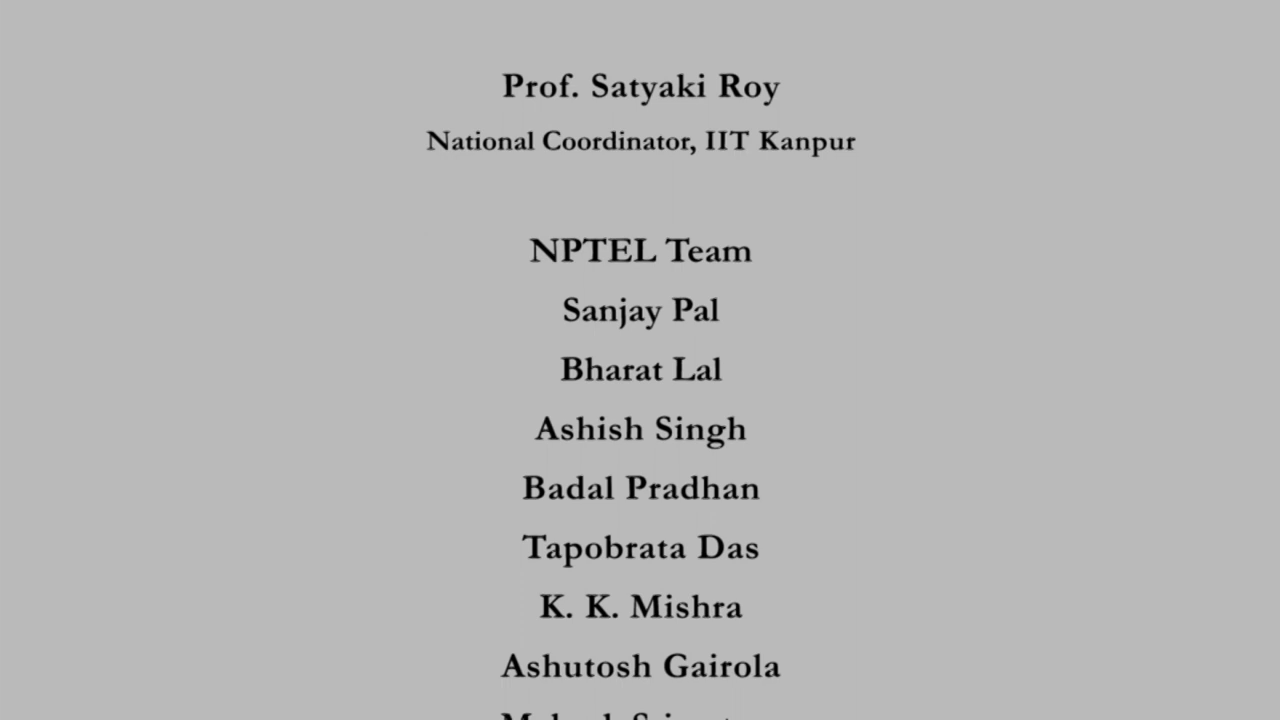 Prof. Satyaki Roy
National Coordinator, IIT Kanpur
NPTEL Team
Sanjay Pal
Bharat Lal
Ashish Singh
Badal Pradhan
Tapobrata Das
K. K. Mishra
Ashutosh Gairola